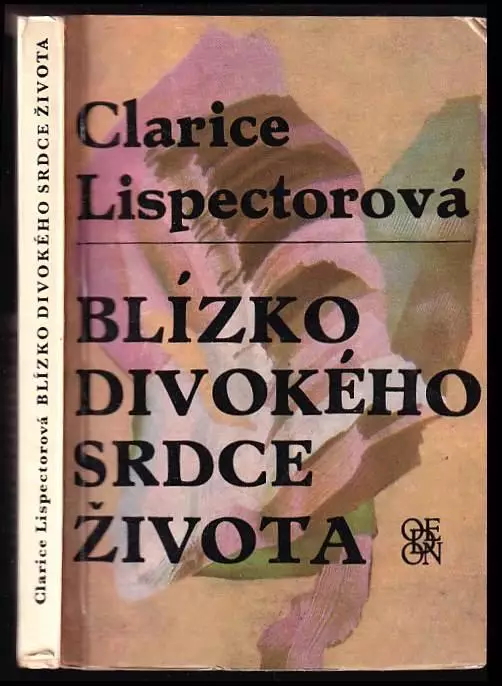 Clarice
Lispectorová
BLÍZKO
DIVOKÉHO
SRDCE
ŽIVOTA
ODEON
Clarice Lispectorová BLÍZKO DIVOKÉHO SRDCE ŽIVOTA